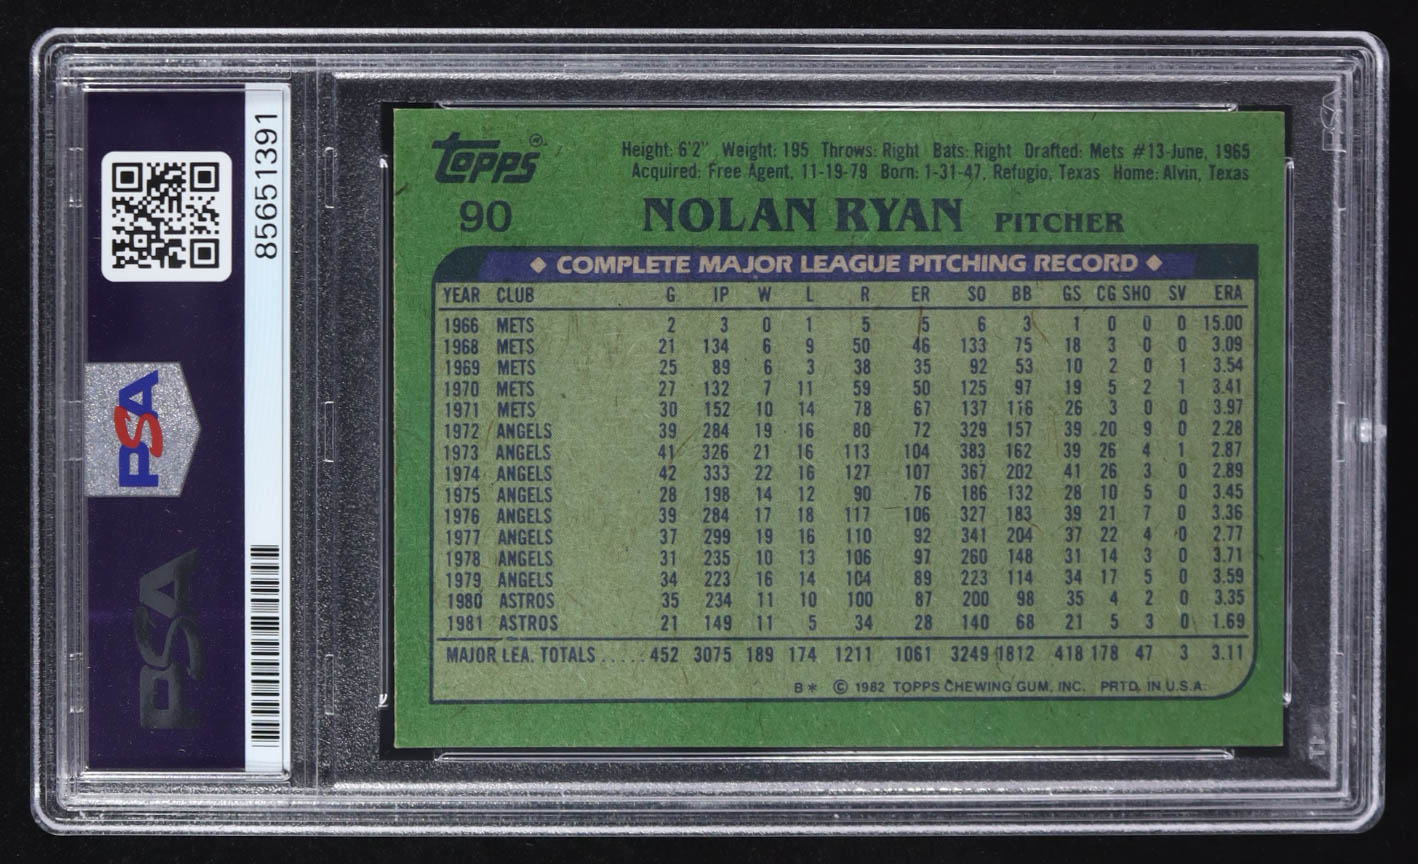 85651391
PSA
PSA
Topps®
Height: 6'2" Weight: 195 Throws: Right Bats: Right Drafted: Mets #13-June, 1965
Acquired: Free Agent, 11-19-79 Born: 1-31-47, Refugio, Texas Home: Alvin, Texas
90 NOLAN RYAN PITCHER
◆ COMPLETE MAJOR LEAGUE PITCHING RECORD ◆
YEAR CLUB G IP W L R ER SO BB GS CG SHO SV ERA
1966 METS 2 3 0 1 5 5 6 3 1 0 0 0 15.00
1968 METS 21 134 6 9 50 46 133 75 18 3 0 0 3.09
1969 METS 25 89 6 3 38 35 92 53 10 2 0 1 3.54
1970 METS 27 132 7 11 59 50 125 97 19 5 2 1 3.41
1971 METS 30 152 10 14 78 67 137 116 26 3 0 0 3.97
1972 ANGELS 39 284 19 16 80 72 329 157 39 20 9 0 2.28
1973 ANGELS 41 326 21 16 113 104 383 162 39 26 4 1 2.87
1974 ANGELS 42 333 22 16 127 107 367 202 41 26 3 0 2.89
1975 ANGELS 28 198 14 12 90 76 186 132 28 10 5 0 3.45
1976 ANGELS 39 284 17 18 117 106 327 183 39 21 7 0 3.36
1977 ANGELS 37 299 19 16 110 92 341 204 37 22 4 0 2.77
1978 ANGELS 31 235 10 13 106 97 260 148 31 14 3 0 3.71
1979 ANGELS 34 223 16 14 104 89 223 114 34 17 5 0 3.59
1980 ASTROS 35 234 11 10 100 87 200 98 35 4 2 0 3.35
1981 ASTROS 21 149 11 5 34 28 140 68 21 5 3 0 1.69
MAJOR LEA. TOTALS ..... 452 3075 189 174 1211 1061 3249 1812 418 178 47 3 3.11
B* © 1982 TOPPS CHEWING GUM, INC. PRTD. IN U.S.A.
PSA